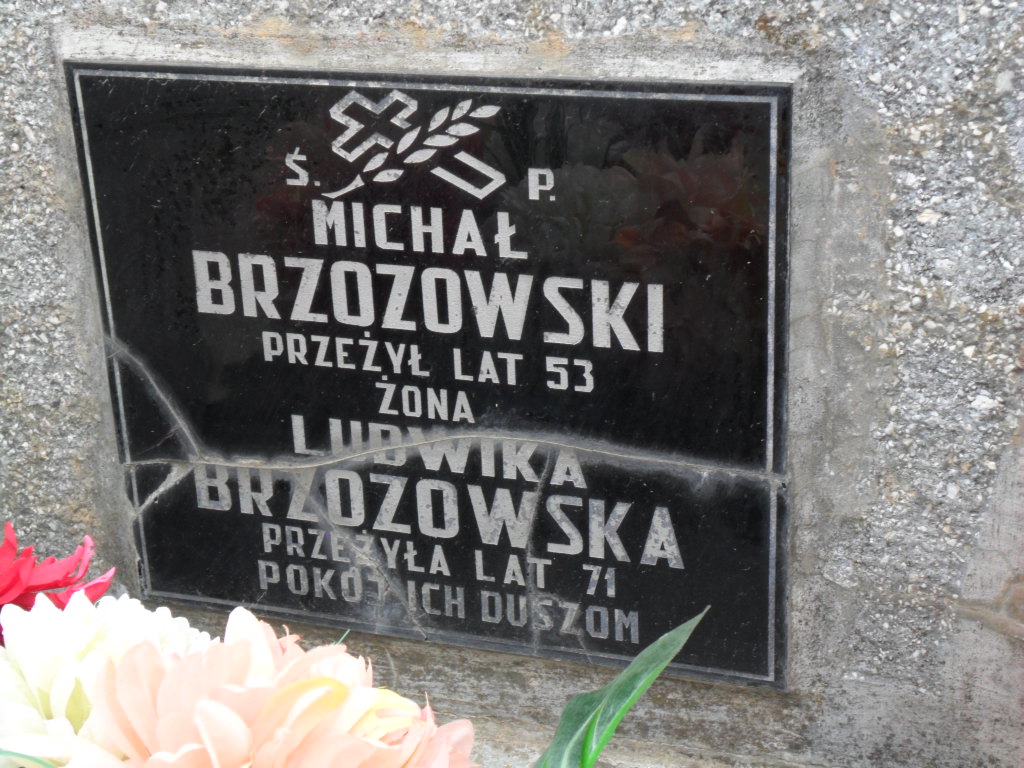 Ś. P.
MICHAŁ
BRZOZOWSKI
PRZEŻYŁ LAT 53
ŻONA
LUDWIKA
BRZOZOWSKA
PRZEŻYŁA LAT 71
POKÓJ ICH DUSZOM